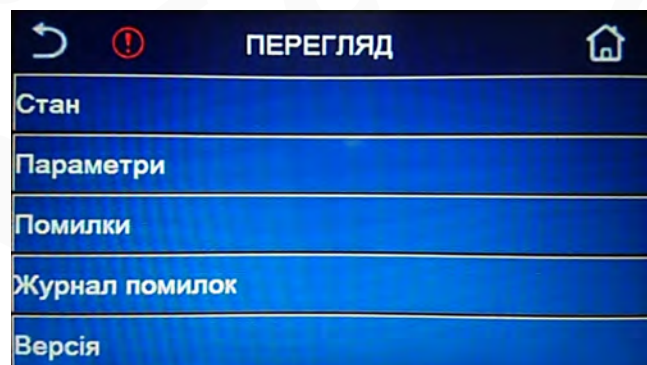 ПЕРЕГЛЯД
Стан
Параметри
Помилки
Журнал помилок
Версія